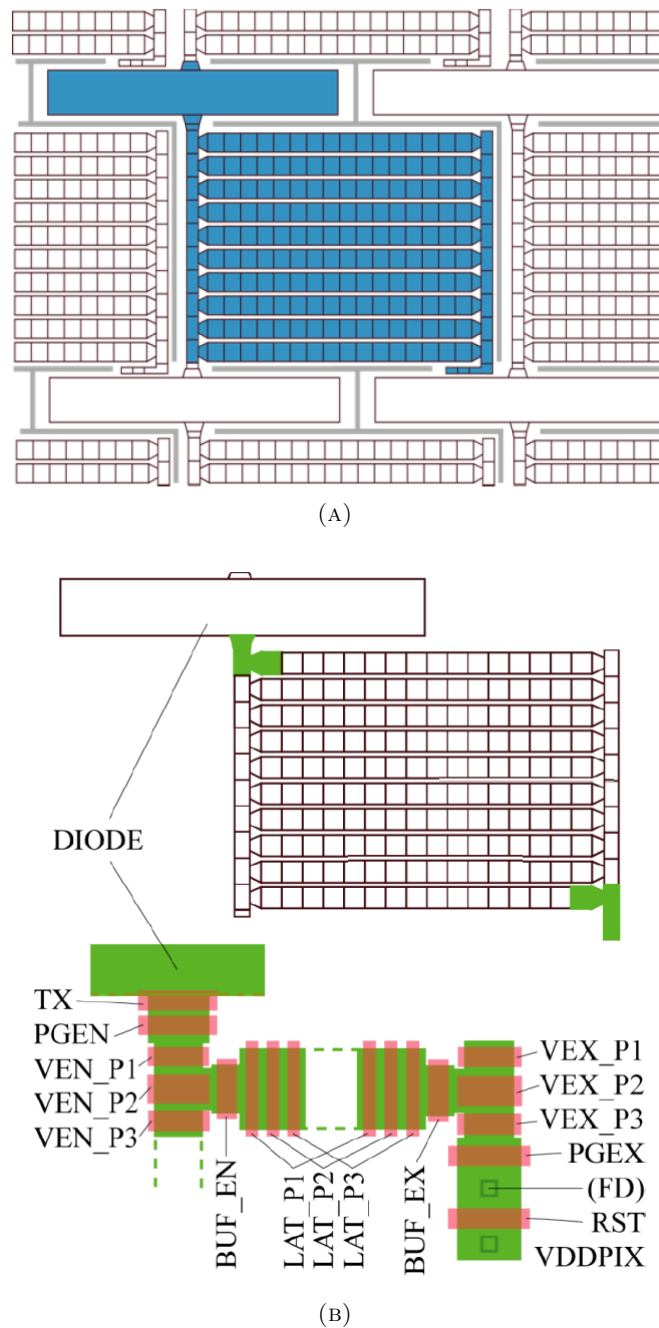 (A)
DIODE
TX
PGEN
VEN_P1
VEN_P2
VEN_P3
BUF_EN
LAT_P1
LAT_P2
LAT_P3
BUF_EX
VEX_P1
VEX_P2
VEX_P3
PGEX
(FD)
RST
VDDPIX
(B)